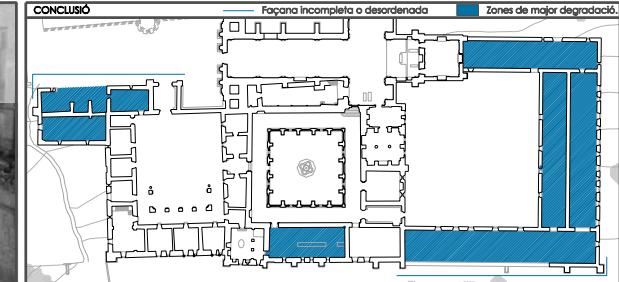 CONCLUSIÓ
Façana incompleta o desordenada
Zones de major degradació.